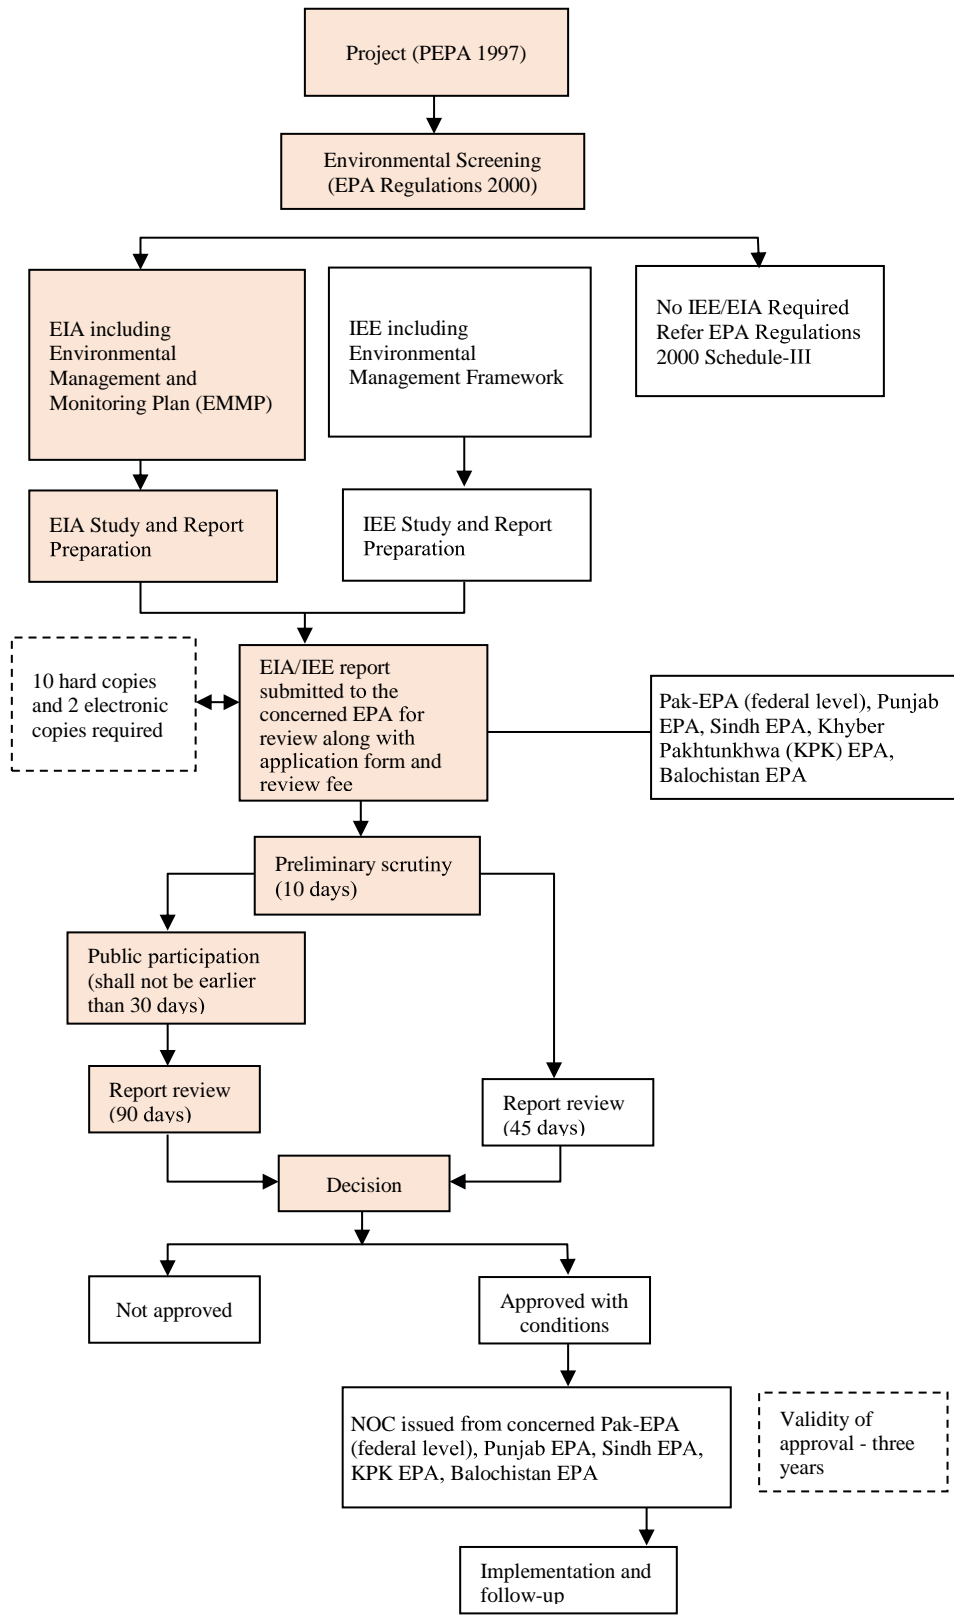 Project (PEPA 1997)
Environmental Screening
(EPA Regulations 2000)
EIA including
Environmental
Management and
Monitoring Plan (EMMP)
IEE including
Environmental
Management Framework
No IEE/EIA Required
Refer EPA Regulations
2000 Schedule-III
EIA Study and Report
Preparation
IEE Study and Report
Preparation
10 hard copies
and 2 electronic
copies required
EIA/IEE report
submitted to the
concerned EPA for
review along with
application form and
review fee
Pak-EPA (federal level), Punjab
EPA, Sindh EPA, Khyber
Pakhtunkhwa (KPK) EPA,
Balochistan EPA
Preliminary scrutiny
(10 days)
Public participation
(shall not be earlier
than 30 days)
Report review
(90 days)
Report review
(45 days)
Decision
Not approved
Approved with
conditions
NOC issued from concerned Pak-EPA
(federal level), Punjab EPA, Sindh EPA,
KPK EPA, Balochistan EPA
Validity of
approval - three
years
Implementation and
follow-up